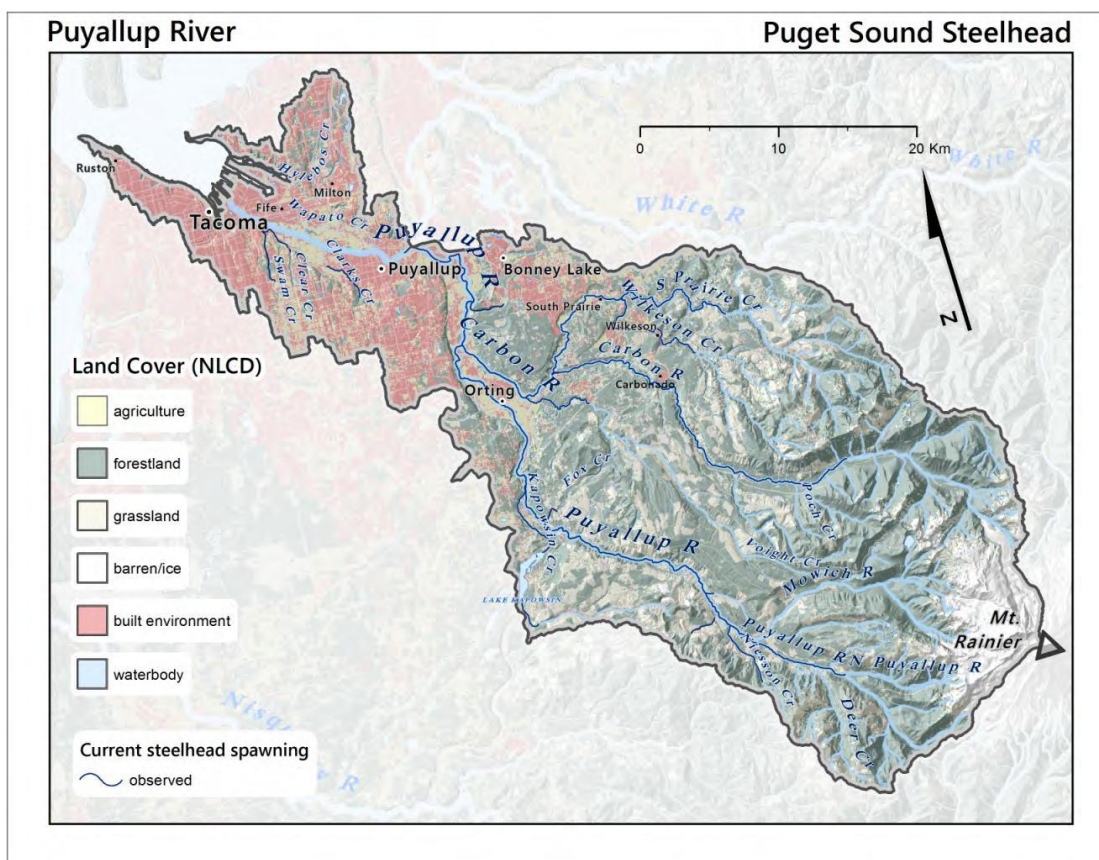 Puyallup River
Puget Sound Steelhead
0 10 20 Km
White R
White R
N
Ruston
Hylebos Cr
Milton
Fife
Tacoma
Wapato Cr
Puyallup R
Puyallup
Bonney Lake
Clarks Cr
Clear Cr
Swam Cr
South Prairie
S Prairie Cr
Wilkeson Cr
Wilkeson
Carbon R
Carbon R
Carbonado
Orting
Fox Cr
Kapowsin Cr
Puyallup R
Poch Cr
Voight Cr
Mowich R
LAKE KAPOWSIN
Mt.
Rainier
Puyallup R
N Puyallup R
Niesson Cr
Deer Cr
Land Cover (NLCD)
agriculture
forestland
grassland
barren/ice
built environment
waterbody
Current steelhead spawning
observed
R